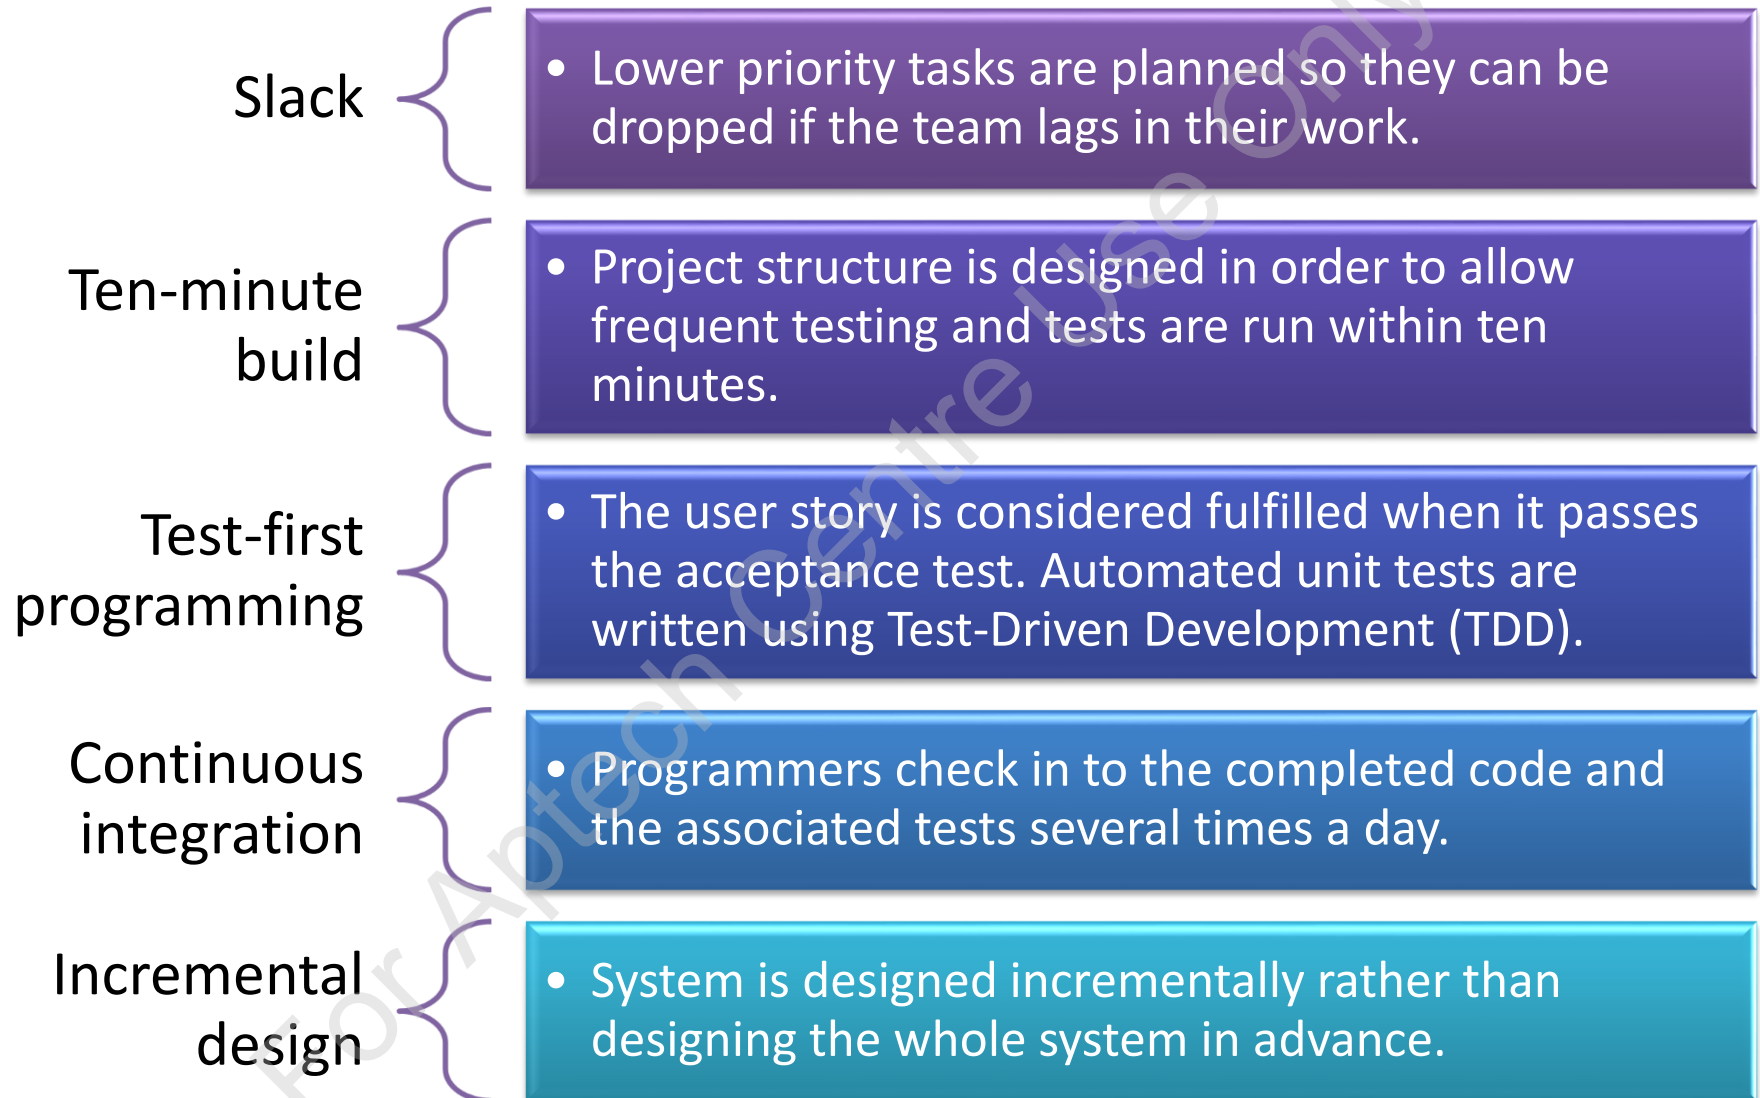 Slack
• Lower priority tasks are planned so they can be
dropped if the team lags in their work.
Ten-minute
build
• Project structure is designed in order to allow
frequent testing and tests are run within ten
minutes.
Test-first
programming
• The user story is considered fulfilled when it passes
the acceptance test. Automated unit tests are
written using Test-Driven Development (TDD).
Continuous
integration
• Programmers check in to the completed code and
the associated tests several times a day.
Incremental
design
• System is designed incrementally rather than
designing the whole system in advance.
For Aptech Centre Use Only